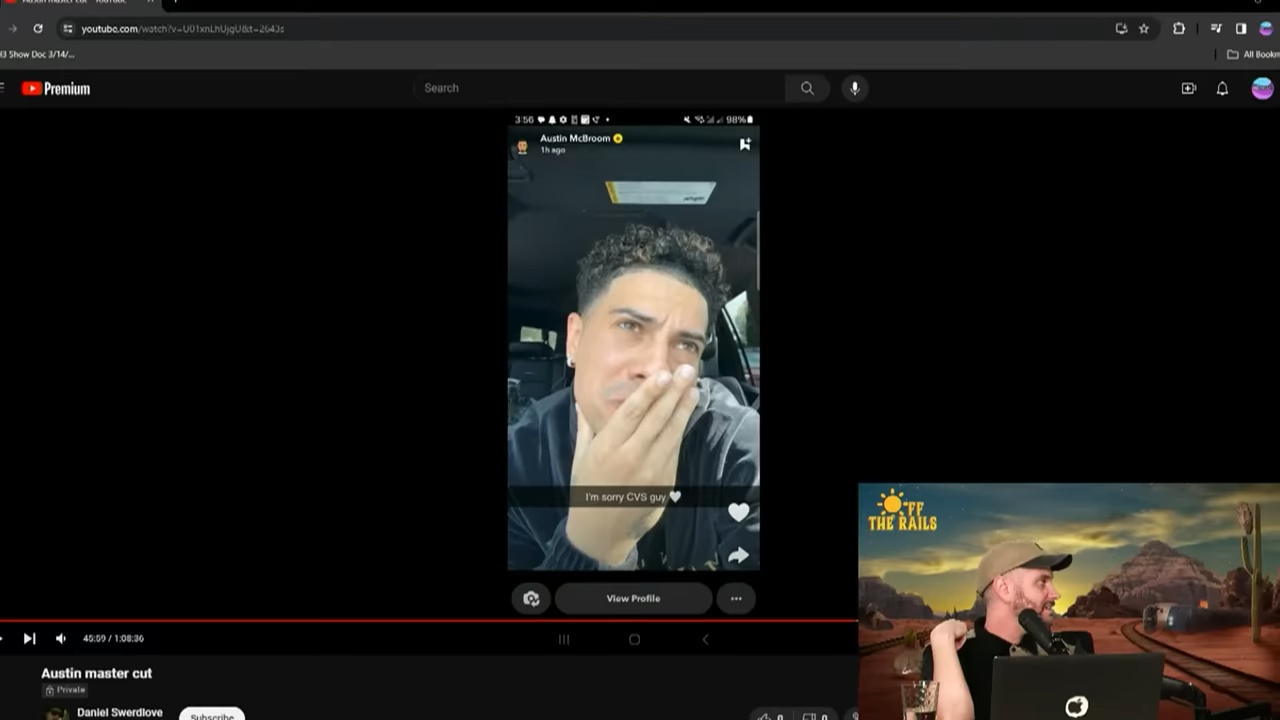 youtube.com/watch?v=U01xnLhUjgU&t=2643s
Show Doc 3/14/...
All Bookm
Premium
Search
3:56
98%
Austin McBroom
1h ago
I'm sorry CVS guy
OFF
THE RAILS
View Profile
45:59 / 1:08:36
Austin master cut
Private
Daniel Swerdlove
Subscribe
0
0